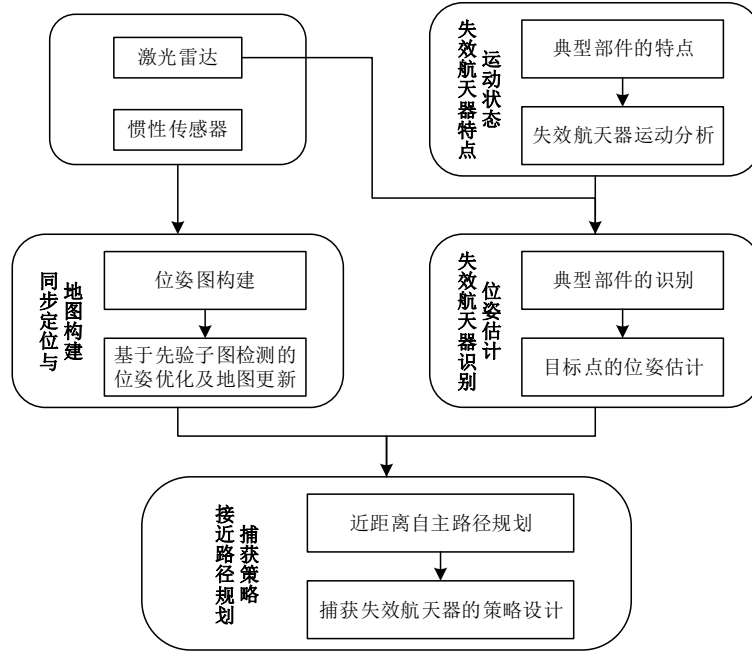 激光雷达
惯性传感器
失效航天器特点
运动状态
典型部件的特点
失效航天器运动分析
同步定位与
地图构建
位姿图构建
基于先验子图检测的
位姿优化及地图更新
失效航天器识别
位姿估计
典型部件的识别
目标点的位姿估计
接近路径规划
捕获策略
近距离自主路径规划
捕获失效航天器的策略设计